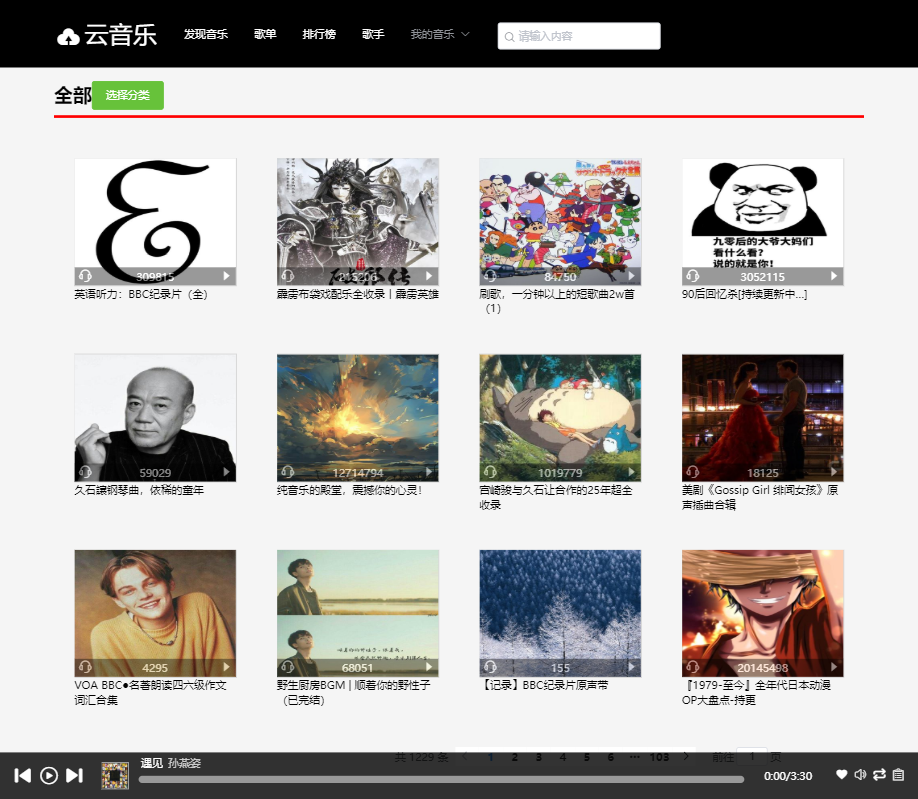 云音乐 发现音乐 歌单 排行榜 歌手 我的音乐 请输入内容
全部 选择分类
九零后的大爷大妈们
看什么看?
说的就是你!
309815 84750 3052115
英语听力：BBC纪录片（全） 霹雳布袋戏配乐全收录丨霹雳英雄 刷歌，一分钟以上的短歌曲2w首 90后回忆杀[持续更新中...]
（1）
59029 12714794 1019779 18125
久石譲钢琴曲，依稀的童年 纯音乐的殿堂，震撼你的心灵！ 宫崎骏与久石让合作的25年超全 美剧《Gossip Girl 绯闻女孩》原
收录 声插曲合辑
4295 68051 155 20145498
VOA BBC●名著朗读四六级作文 野生厨房BGM | 顺着你的野性子 【记录】BBC纪录片原声带 『1979-至今』全年代日本动漫
词汇合集 （已完结） OP大盘点-持更
共 1229 条 1 2 3 4 5 6 ··· 103 前往 1 页
遇见 孙燕姿
0:00/3:30